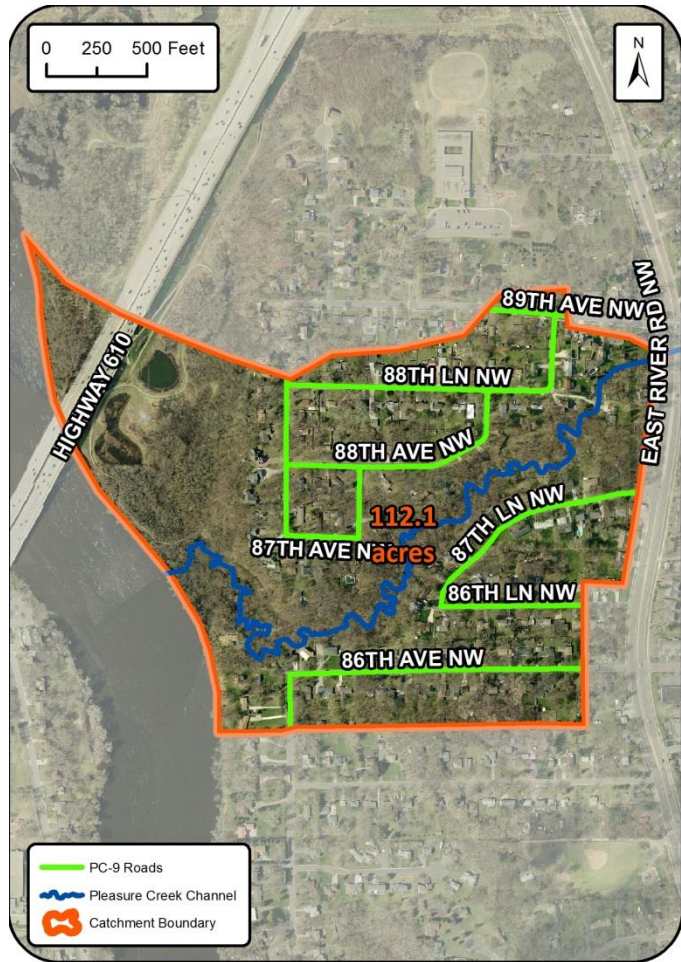 0 250 500 Feet
N
89TH AVE NW
EAST RIVER RD NW
HIGHWAY 610
88TH LN NW
88TH AVE NW
112.1
acres
87TH AVE NW
87TH LN NW
86TH LN NW
86TH AVE NW
PC-9 Roads
Pleasure Creek Channel
Catchment Boundary